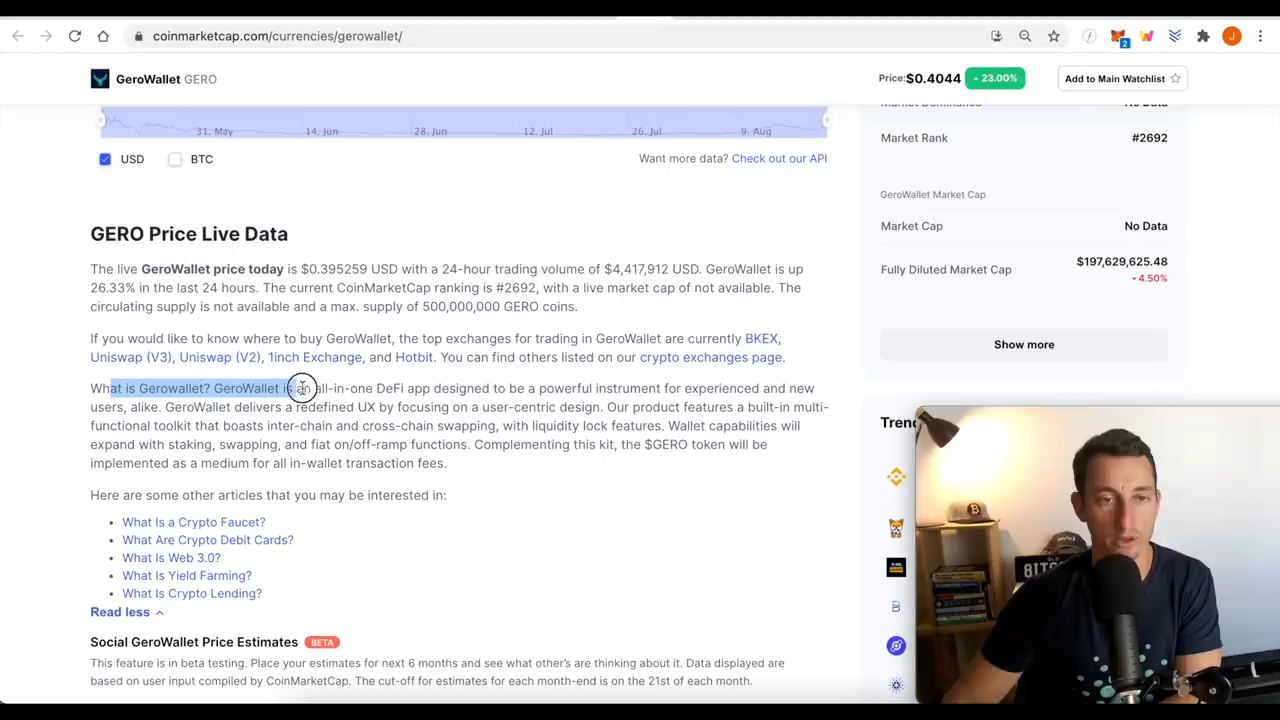 coinmarketcap.com/currencies/gerowallet/
2
J
GeroWallet GERO
Price:$0.4044 - 23.00%
Add to Main Watchlist
31. May 14. Jun 28. Jun 12. Jul 26. Jul 9. Aug
USD BTC
Want more data? Check out our API
GERO Price Live Data
The live GeroWallet price today is $0.395259 USD with a 24-hour trading volume of $4,417,912 USD. GeroWallet is up
26.33% in the last 24 hours. The current CoinMarketCap ranking is #2692, with a live market cap of not available. The
circulating supply is not available and a max. supply of 500,000,000 GERO coins.
If you would like to know where to buy GeroWallet, the top exchanges for trading in GeroWallet are currently BKEX,
Uniswap (V3), Uniswap (V2), 1inch Exchange, and Hotbit. You can find others listed on our crypto exchanges page.
What is Gerowallet? GeroWallet is an all-in-one DeFi app designed to be a powerful instrument for experienced and new
users, alike. GeroWallet delivers a redefined UX by focusing on a user-centric design. Our product features a built-in multi-
functional toolkit that boasts inter-chain and cross-chain swapping, with liquidity lock features. Wallet capabilities will
expand with staking, swapping, and fiat on/off-ramp functions. Complementing this kit, the $GERO token will be
implemented as a medium for all in-wallet transaction fees.
Here are some other articles that you may be interested in:
What Is a Crypto Faucet?
What Are Crypto Debit Cards?
What Is Web 3.0?
What Is Yield Farming?
What Is Crypto Lending?
Read less
Social GeroWallet Price Estimates BETA
This feature is in beta testing. Place your estimates for next 6 months and see what other's are thinking about it. Data displayed are
based on user input compiled by CoinMarketCap. The cut-off for estimates for each month-end is on the 21st of each month.
Market Dominance No Data
Market Rank #2692
GeroWallet Market Cap
Market Cap No Data
Fully Diluted Market Cap $197,629,625.48
4.50%
Show more
Tren